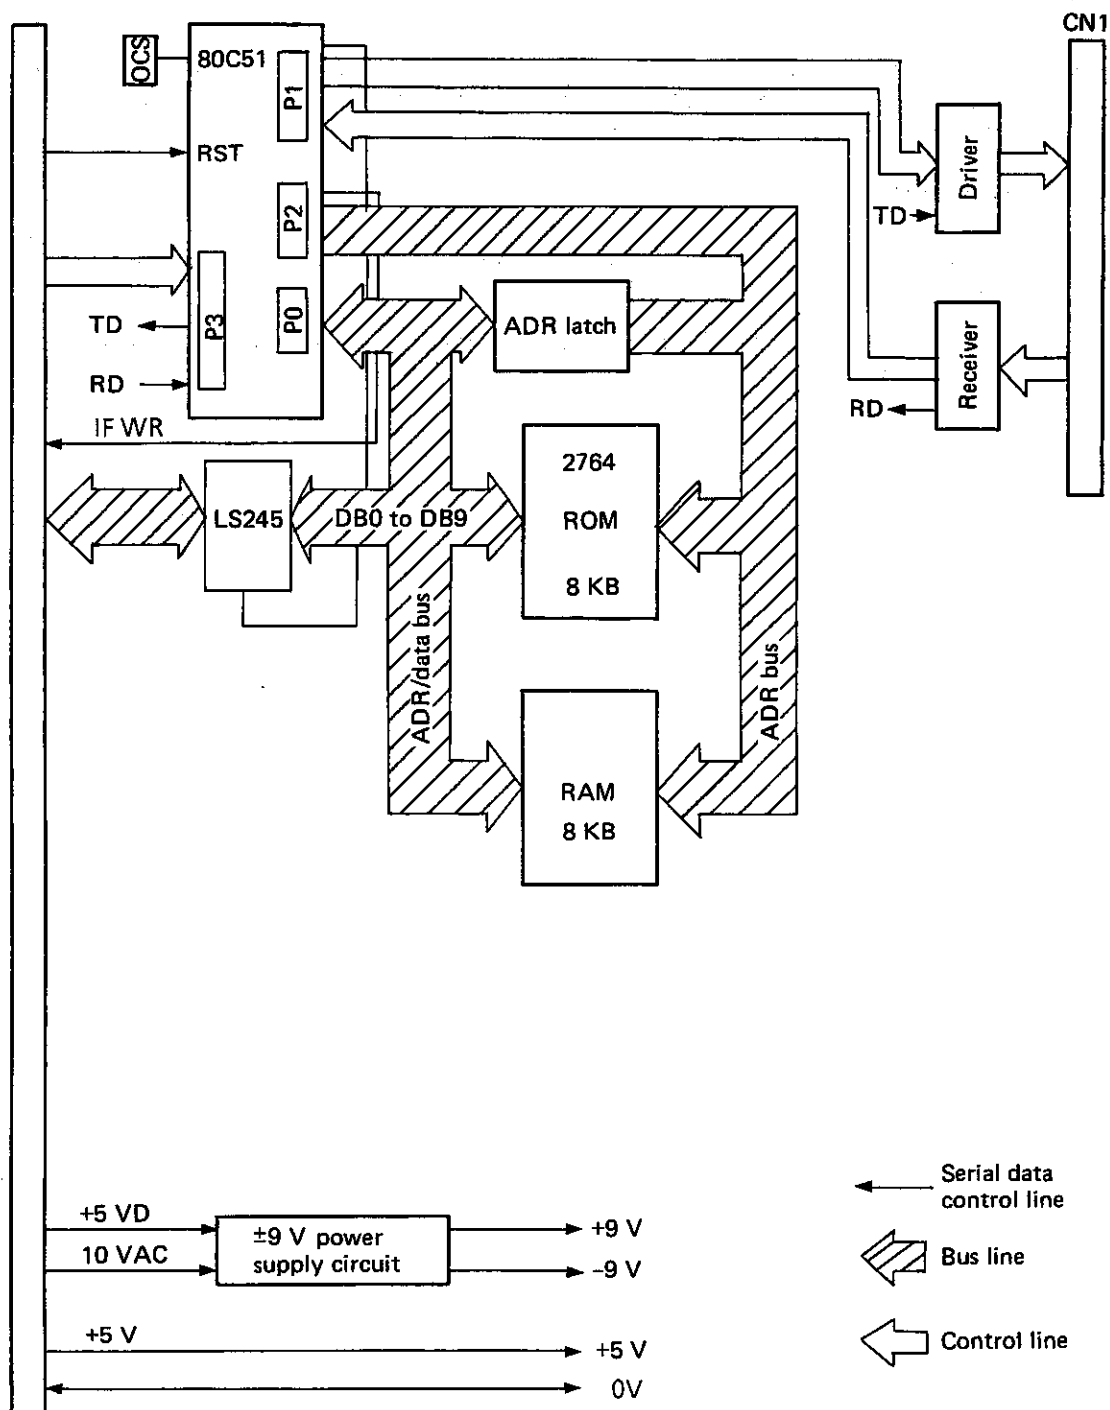 CN1
OCS
80C51
P1
RST
P2
P3
P0
TD
RD
IF WR
Driver
TD
Receiver
RD
ADR latch
LS245
DB0 to DB9
2764
ROM
8 KB
ADR/data bus
ADR bus
RAM
8 KB
+5 VD
10 VAC
±9 V power
supply circuit
+9 V
-9 V
+5 V
+5 V
0V
Serial data
control line
Bus line
Control line